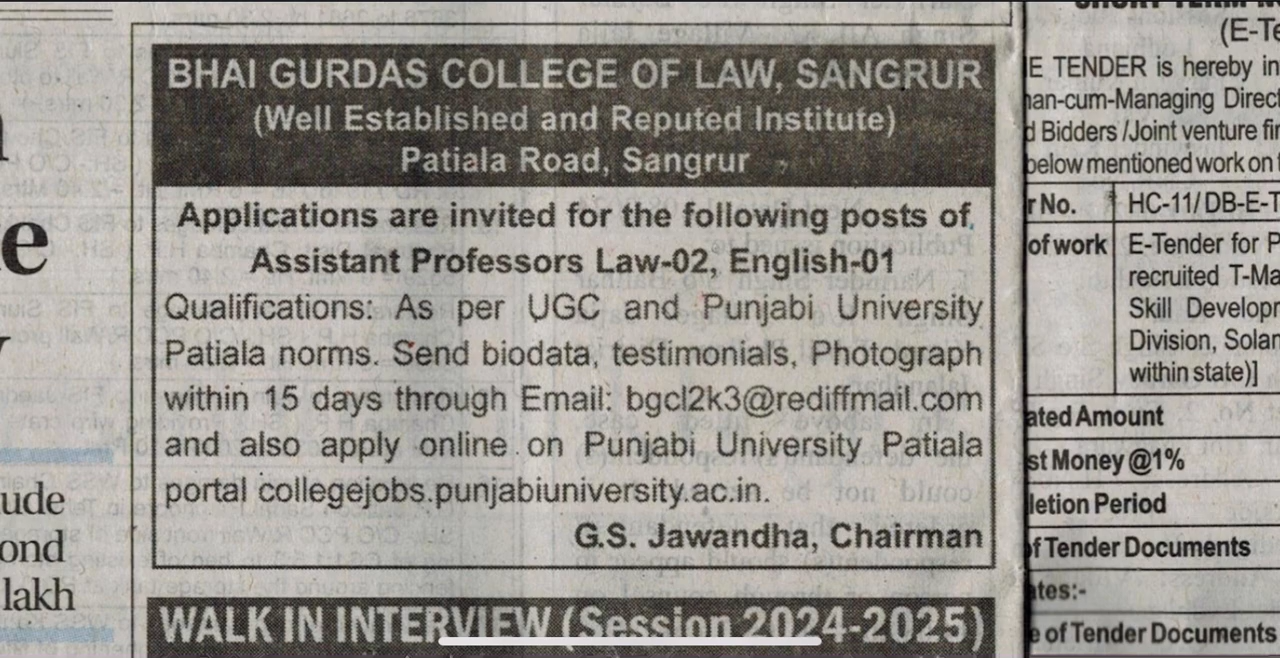 BHAI GURDAS COLLEGE OF LAW, SANGRUR
(Well Established and Reputed Institute)
Patiala Road, Sangrur
Applications are invited for the following posts of
Assistant Professors Law-02, English-01
Qualifications: As per UGC and Punjabi University
Patiala norms. Send biodata, testimonials, Photograph
within 15 days through Email: bgcl2k3@rediffmail.com
and also apply online on Punjabi University Patiala
portal collegejobs.punjabiuniversity.ac.in.
G.S. Jawandha, Chairman
WALK IN INTERVIEW (Session 2024-2025)
ude
ond
lakh
(E-Te
E TENDER is hereby in
an-cum-Managing Direct
d Bidders /Joint venture fir
below mentioned work on t
r No.
HC-11/ DB-E-T
of work
E-Tender for P
recruited T-Ma
Skill Developm
Division, Solan
within state)]
ated Amount
st Money @1%
letion Period
of Tender Documents
ates:-
e of Tender Documents